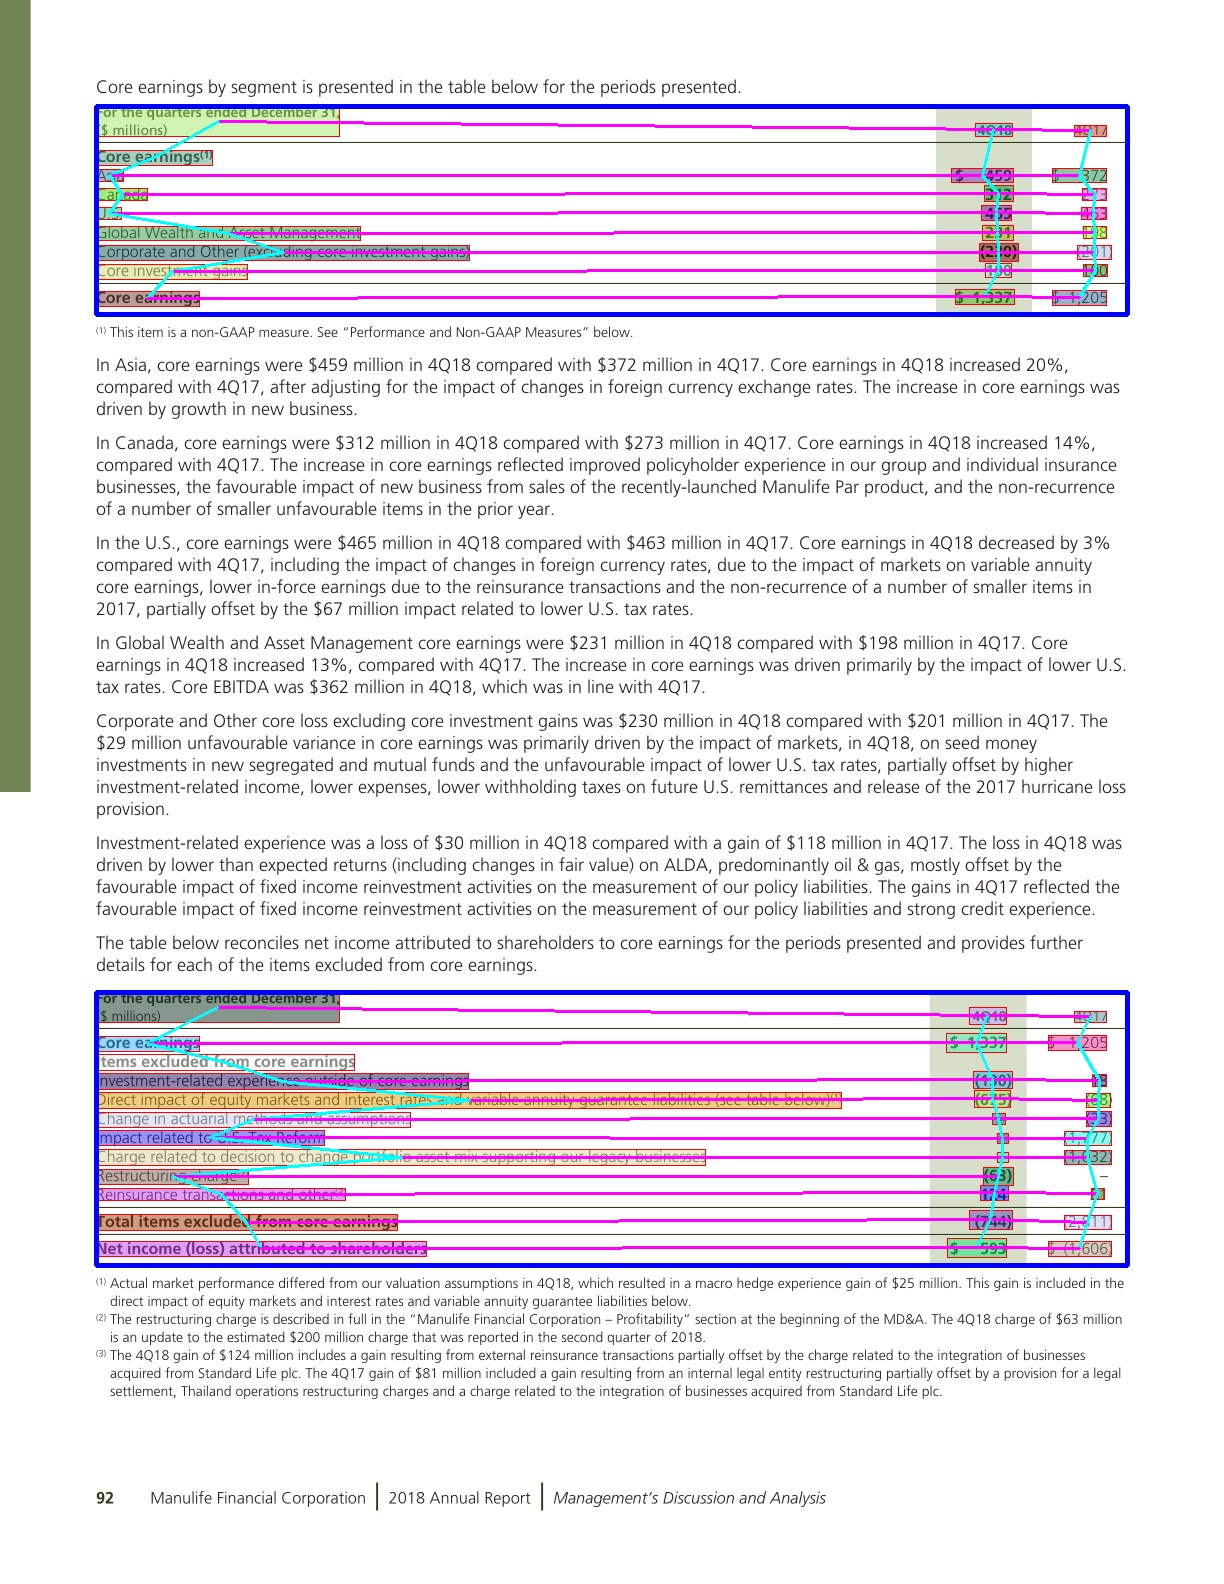 Core earnings by segment is presented in the table below for the periods presented.
For the quarters ended December 31,
($ millions) 4Q18 4Q17
Core earnings(1)
Asia $ 459 $ 372
Canada 312 273
U.S. 465 463
Global Wealth and Asset Management 231 198
Corporate and Other (excluding core investment gains) (230) (201)
Core investment gains 100 100
Core earnings $ 1,337 $ 1,205
(1) This item is a non-GAAP measure. See “Performance and Non-GAAP Measures” below.
In Asia, core earnings were $459 million in 4Q18 compared with $372 million in 4Q17. Core earnings in 4Q18 increased 20%,
compared with 4Q17, after adjusting for the impact of changes in foreign currency exchange rates. The increase in core earnings was
driven by growth in new business.
In Canada, core earnings were $312 million in 4Q18 compared with $273 million in 4Q17. Core earnings in 4Q18 increased 14%,
compared with 4Q17. The increase in core earnings reflected improved policyholder experience in our group and individual insurance
businesses, the favourable impact of new business from sales of the recently-launched Manulife Par product, and the non-recurrence
of a number of smaller unfavourable items in the prior year.
In the U.S., core earnings were $465 million in 4Q18 compared with $463 million in 4Q17. Core earnings in 4Q18 decreased by 3%
compared with 4Q17, including the impact of changes in foreign currency rates, due to the impact of markets on variable annuity
core earnings, lower in-force earnings due to the reinsurance transactions and the non-recurrence of a number of smaller items in
2017, partially offset by the $67 million impact related to lower U.S. tax rates.
In Global Wealth and Asset Management core earnings were $231 million in 4Q18 compared with $198 million in 4Q17. Core
earnings in 4Q18 increased 13%, compared with 4Q17. The increase in core earnings was driven primarily by the impact of lower U.S.
tax rates. Core EBITDA was $362 million in 4Q18, which was in line with 4Q17.
Corporate and Other core loss excluding core investment gains was $230 million in 4Q18 compared with $201 million in 4Q17. The
$29 million unfavourable variance in core earnings was primarily driven by the impact of markets, in 4Q18, on seed money
investments in new segregated and mutual funds and the unfavourable impact of lower U.S. tax rates, partially offset by higher
investment-related income, lower expenses, lower withholding taxes on future U.S. remittances and release of the 2017 hurricane loss
provision.
Investment-related experience was a loss of $30 million in 4Q18 compared with a gain of $118 million in 4Q17. The loss in 4Q18 was
driven by lower than expected returns (including changes in fair value) on ALDA, predominantly oil & gas, mostly offset by the
favourable impact of fixed income reinvestment activities on the measurement of our policy liabilities. The gains in 4Q17 reflected the
favourable impact of fixed income reinvestment activities on the measurement of our policy liabilities and strong credit experience.
The table below reconciles net income attributed to shareholders to core earnings for the periods presented and provides further
details for each of the items excluded from core earnings.
For the quarters ended December 31,
($ millions) 4Q18 4Q17
Core earnings $ 1,337 $ 1,205
Items excluded from core earnings
Investment-related experience outside of core earnings (130) 18
Direct impact of equity markets and interest rates and variable annuity guarantee liabilities (see table below)(1) (675) (68)
Change in actuarial methods and assumptions – (33)
Impact related to U.S. Tax Reform – (1,777)
Charge related to decision to change portfolio asset mix supporting our legacy businesses – (1,032)
Restructuring charge(2) (63) –
Reinsurance transactions and other(3) 124 81
Total items excluded from core earnings (744) (2,811)
Net income (loss) attributed to shareholders $ 593 $ (1,606)
(1) Actual market performance differed from our valuation assumptions in 4Q18, which resulted in a macro hedge experience gain of $25 million. This gain is included in the
direct impact of equity markets and interest rates and variable annuity guarantee liabilities below.
(2) The restructuring charge is described in full in the “Manulife Financial Corporation – Profitability” section at the beginning of the MD&A. The 4Q18 charge of $63 million
is an update to the estimated $200 million charge that was reported in the second quarter of 2018.
(3) The 4Q18 gain of $124 million includes a gain resulting from external reinsurance transactions partially offset by the charge related to the integration of businesses
acquired from Standard Life plc. The 4Q17 gain of $81 million included a gain resulting from an internal legal entity restructuring partially offset by a provision for a legal
settlement, Thailand operations restructuring charges and a charge related to the integration of businesses acquired from Standard Life plc.
92 Manulife Financial Corporation 2018 Annual Report Management’s Discussion and Analysis